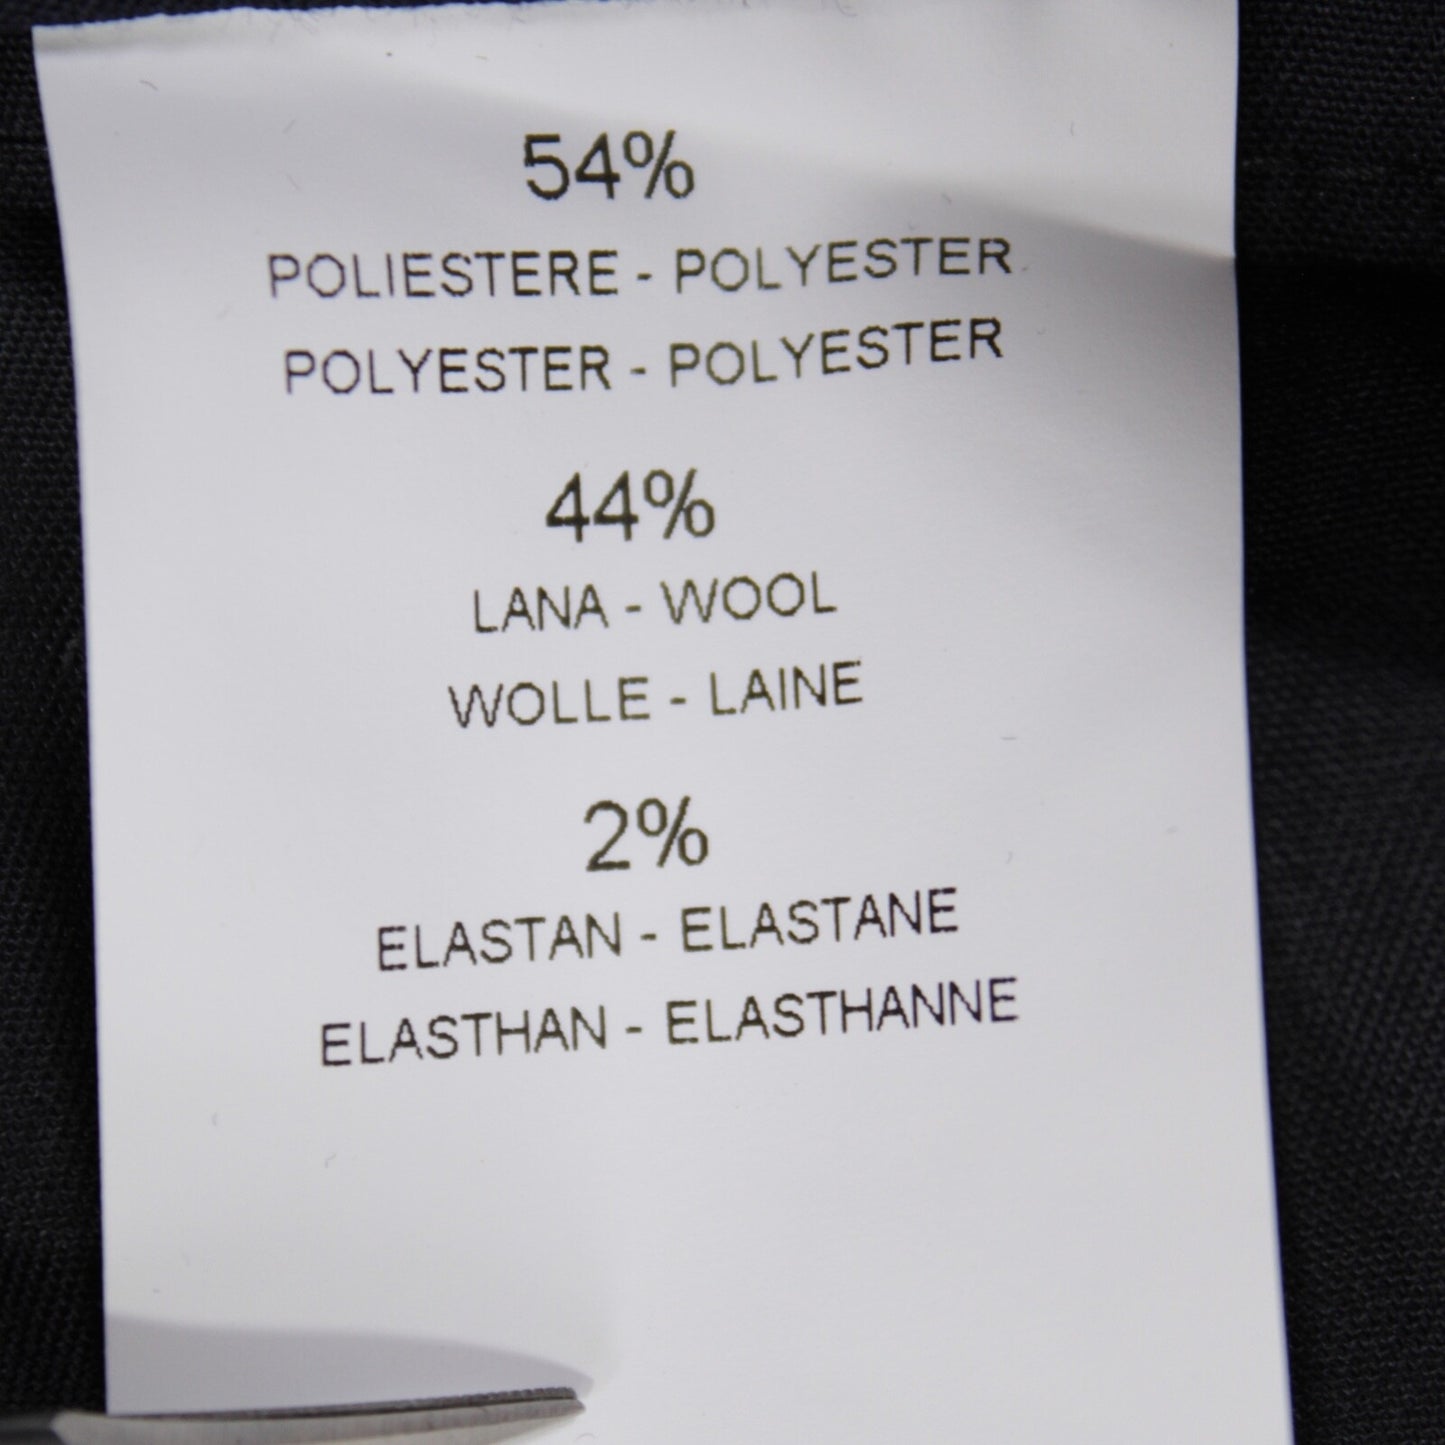 54%
POLIESTERE - POLYESTER
POLYESTER - POLYESTER
44%
LANA - WOOL
WOLLE - LAINE
2%
ELASTAN - ELASTANE
ELASTHAN - ELASTHANNE